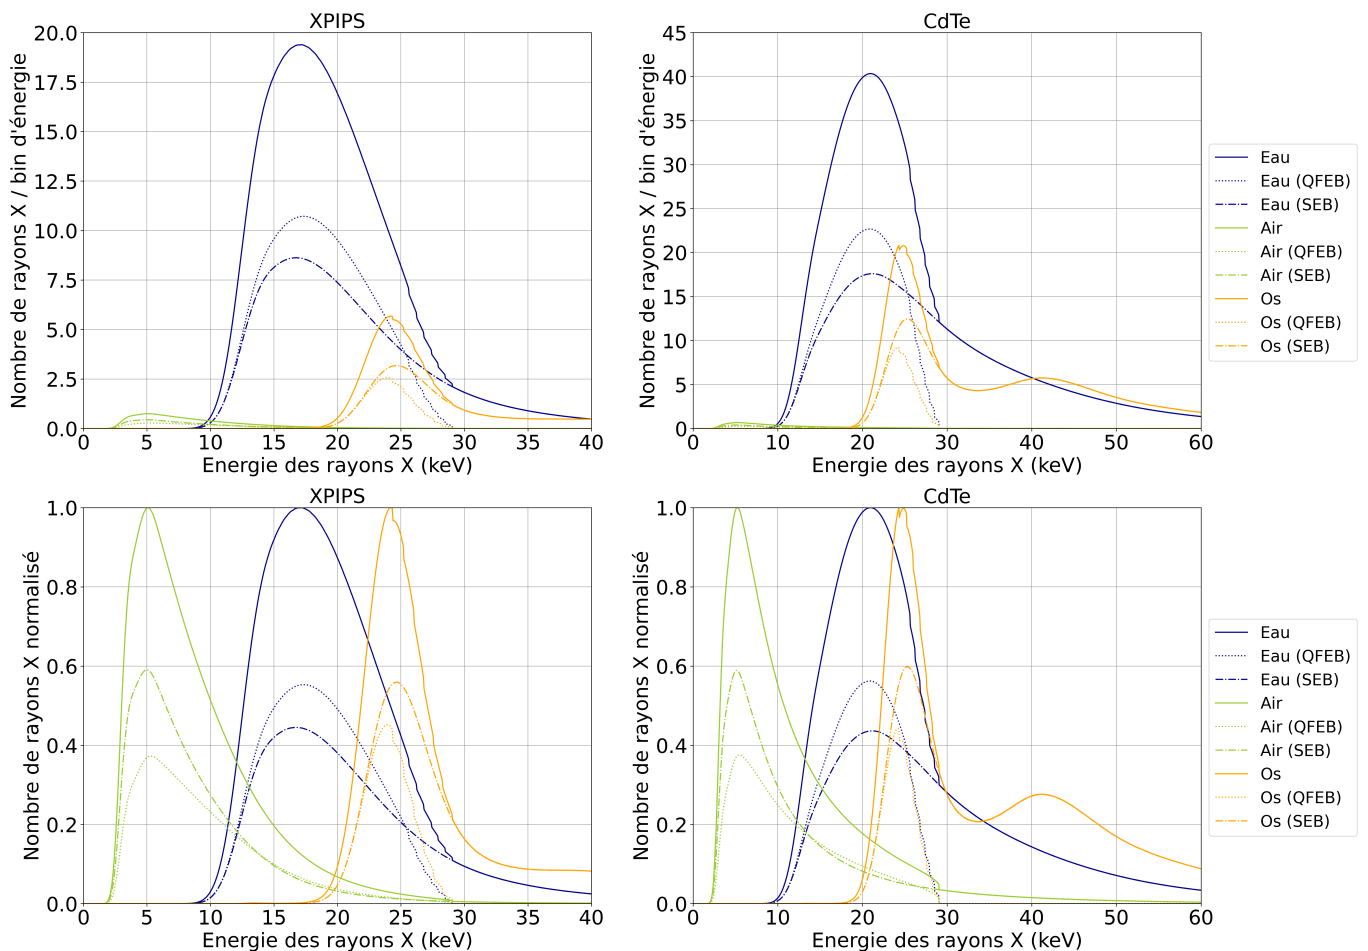 XPIPS
Nombre de rayons X / bin d'énergie
20.0
17.5
15.0
12.5
10.0
7.5
5.0
2.5
0.0
0 5 10 15 20 25 30 35 40
Energie des rayons X (keV)
CdTe
Nombre de rayons X / bin d'énergie
45
40
35
30
25
20
15
10
5
0
0 10 20 30 40 50 60
Energie des rayons X (keV)
Eau
Eau (QFEB)
Eau (SEB)
Air
Air (QFEB)
Air (SEB)
Os
Os (QFEB)
Os (SEB)
XPIPS
Nombre de rayons X normalisé
1.0
0.8
0.6
0.4
0.2
0.0
0 5 10 15 20 25 30 35 40
Energie des rayons X (keV)
CdTe
Nombre de rayons X normalisé
1.0
0.8
0.6
0.4
0.2
0.0
0 10 20 30 40 50 60
Energie des rayons X (keV)
Eau
Eau (QFEB)
Eau (SEB)
Air
Air (QFEB)
Air (SEB)
Os
Os (QFEB)
Os (SEB)